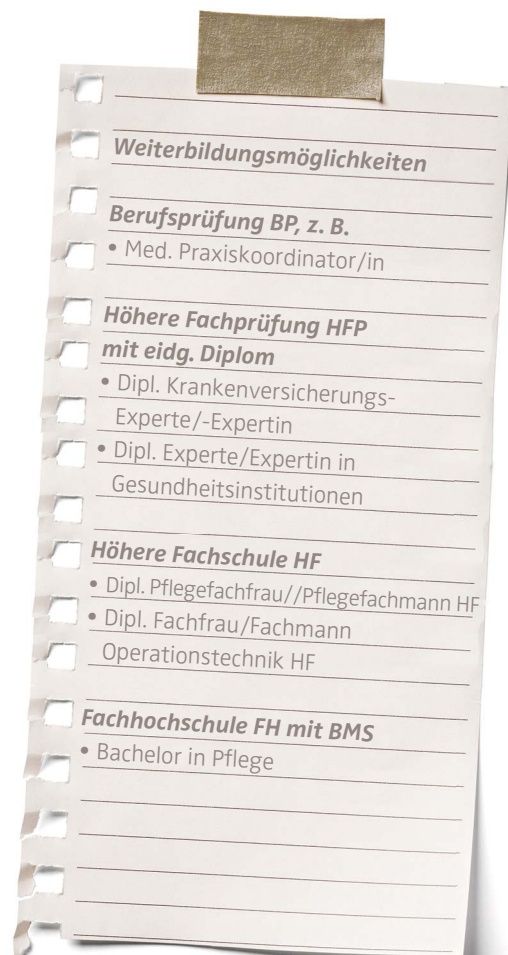 Weiterbildungsmöglichkeiten
Berufsprüfung BP, z. B.
• Med. Praxiskoordinator/in
Höhere Fachprüfung HFP
mit eidg. Diplom
• Dipl. Krankenversicherungs-
Experte/-Expertin
• Dipl. Experte/Expertin in
Gesundheitsinstitutionen
Höhere Fachschule HF
• Dipl. Pflegefachfrau//Pflegefachmann HF
• Dipl. Fachfrau/Fachmann
Operationstechnik HF
Fachhochschule FH mit BMS
• Bachelor in Pflege